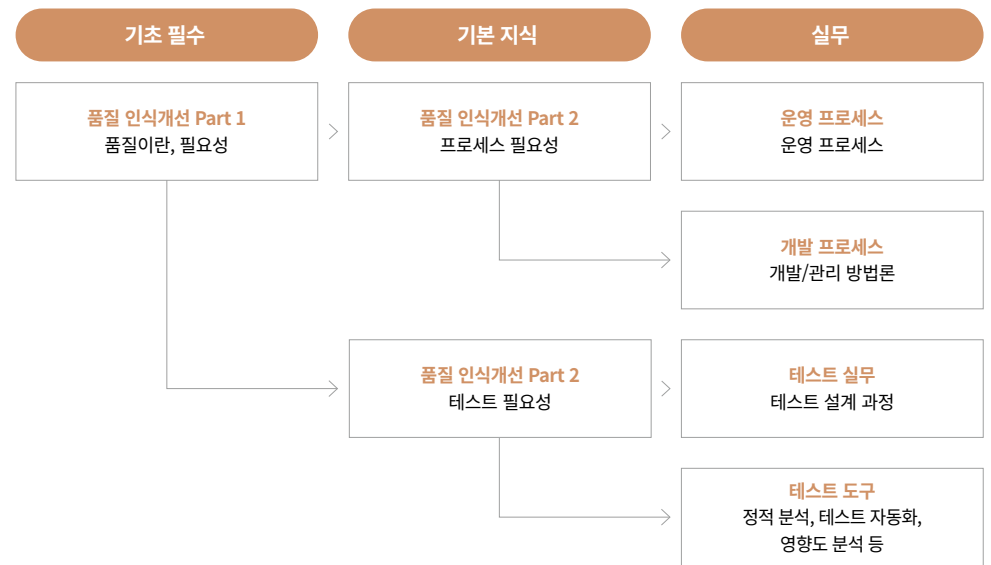 기초 필수
기본 지식
실무
품질 인식개선 Part 1
품질이란, 필요성
품질 인식개선 Part 2
프로세스 필요성
운영 프로세스
운영 프로세스
개발 프로세스
개발/관리 방법론
품질 인식개선 Part 2
테스트 필요성
테스트 실무
테스트 설계 과정
테스트 도구
정적 분석, 테스트 자동화,
영향도 분석 등